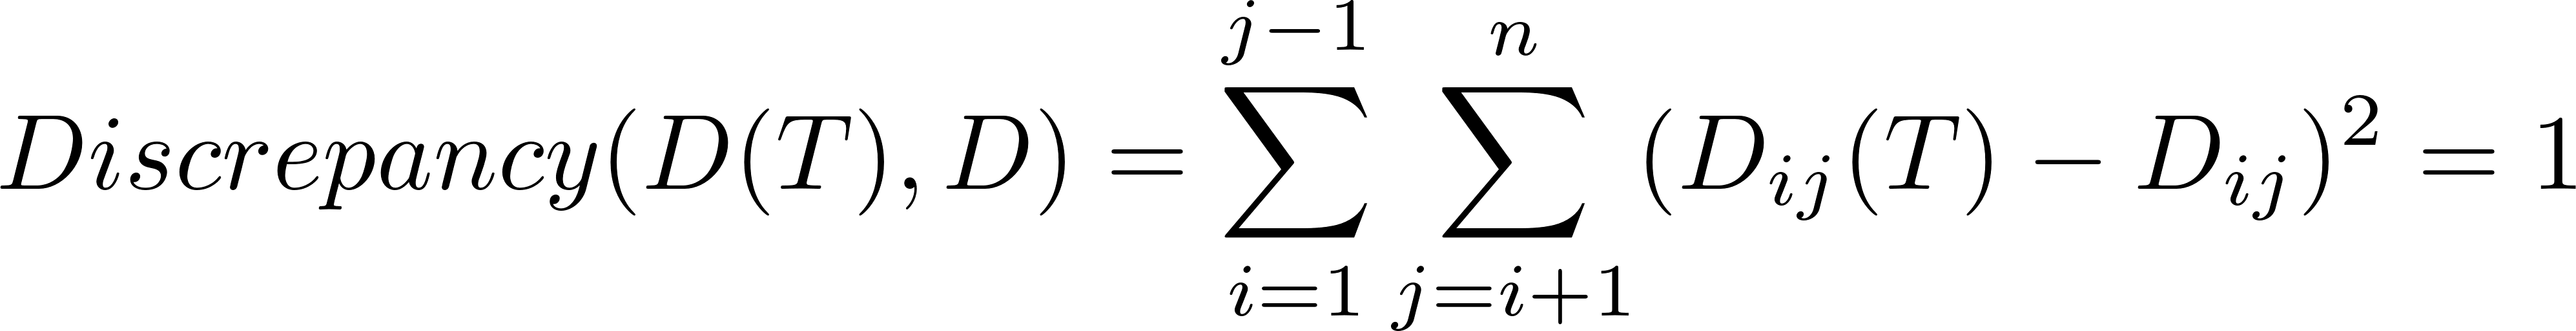 $Discrepancy(D(T), D) = \sum_{i=1}^{j-1} \sum_{j=i+1}^{n} (D_{ij}(T) - D_{ij})^2 = 1$